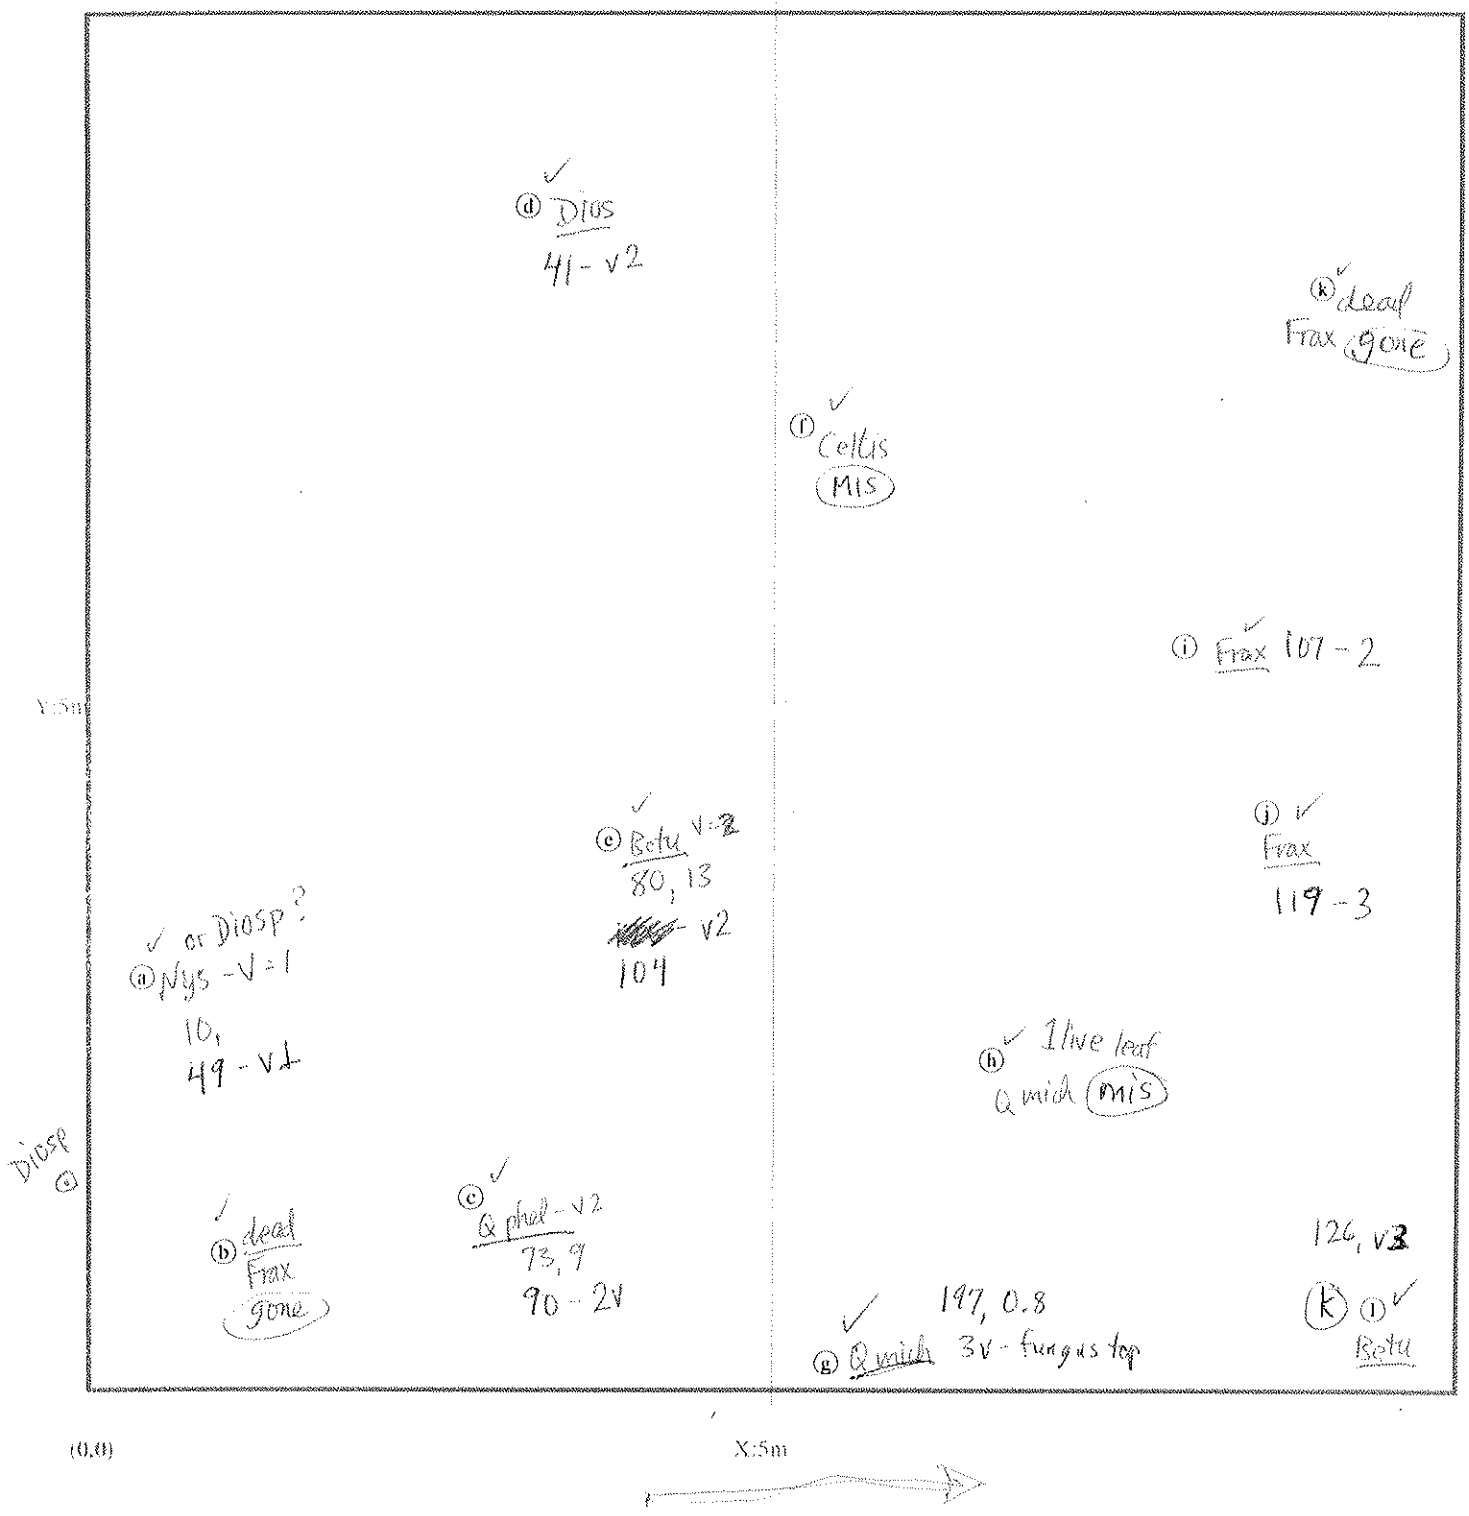 ✓
d Dios
41 - v2
✓
k dead
Frax gone
✓
f Celtis
MIS
✓
i Frax 107 - 2
Y:5m
✓
e Betu v=2
80, 13
- v2
104
j ✓
Frax
119 - 3
✓ or Diosp?
a Nys - V=1
10,
49 - v1
✓ 1 live leaf
h
Q mich mis
Diosp
✓
b dead
Frax
gone
✓
c
Q phel - v2
73, 9
90 - 2v
126, v3
k l ✓
Betu
✓ 197, 0.8
g Q mich 3v - fungus top
(0,0)
X:5m